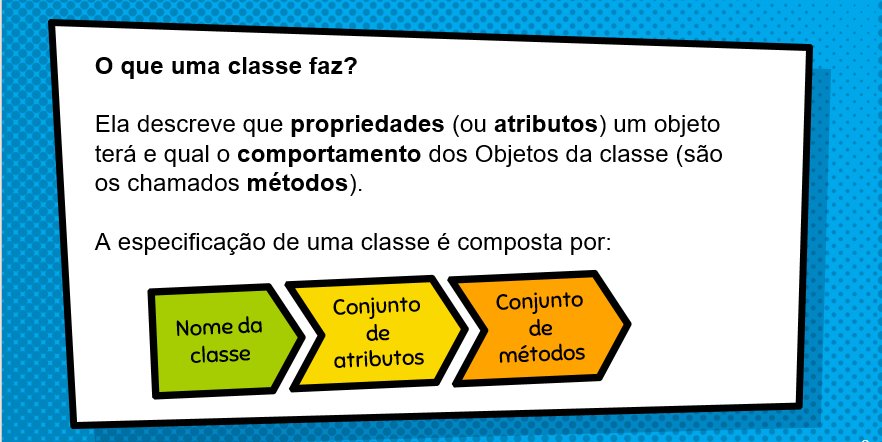 O que uma classe faz?
Ela descreve que propriedades (ou atributos) um objeto
terá e qual o comportamento dos Objetos da classe (são
os chamados métodos).
A especificação de uma classe é composta por:
Nome da
classe
Conjunto
de
atributos
Conjunto
de
métodos